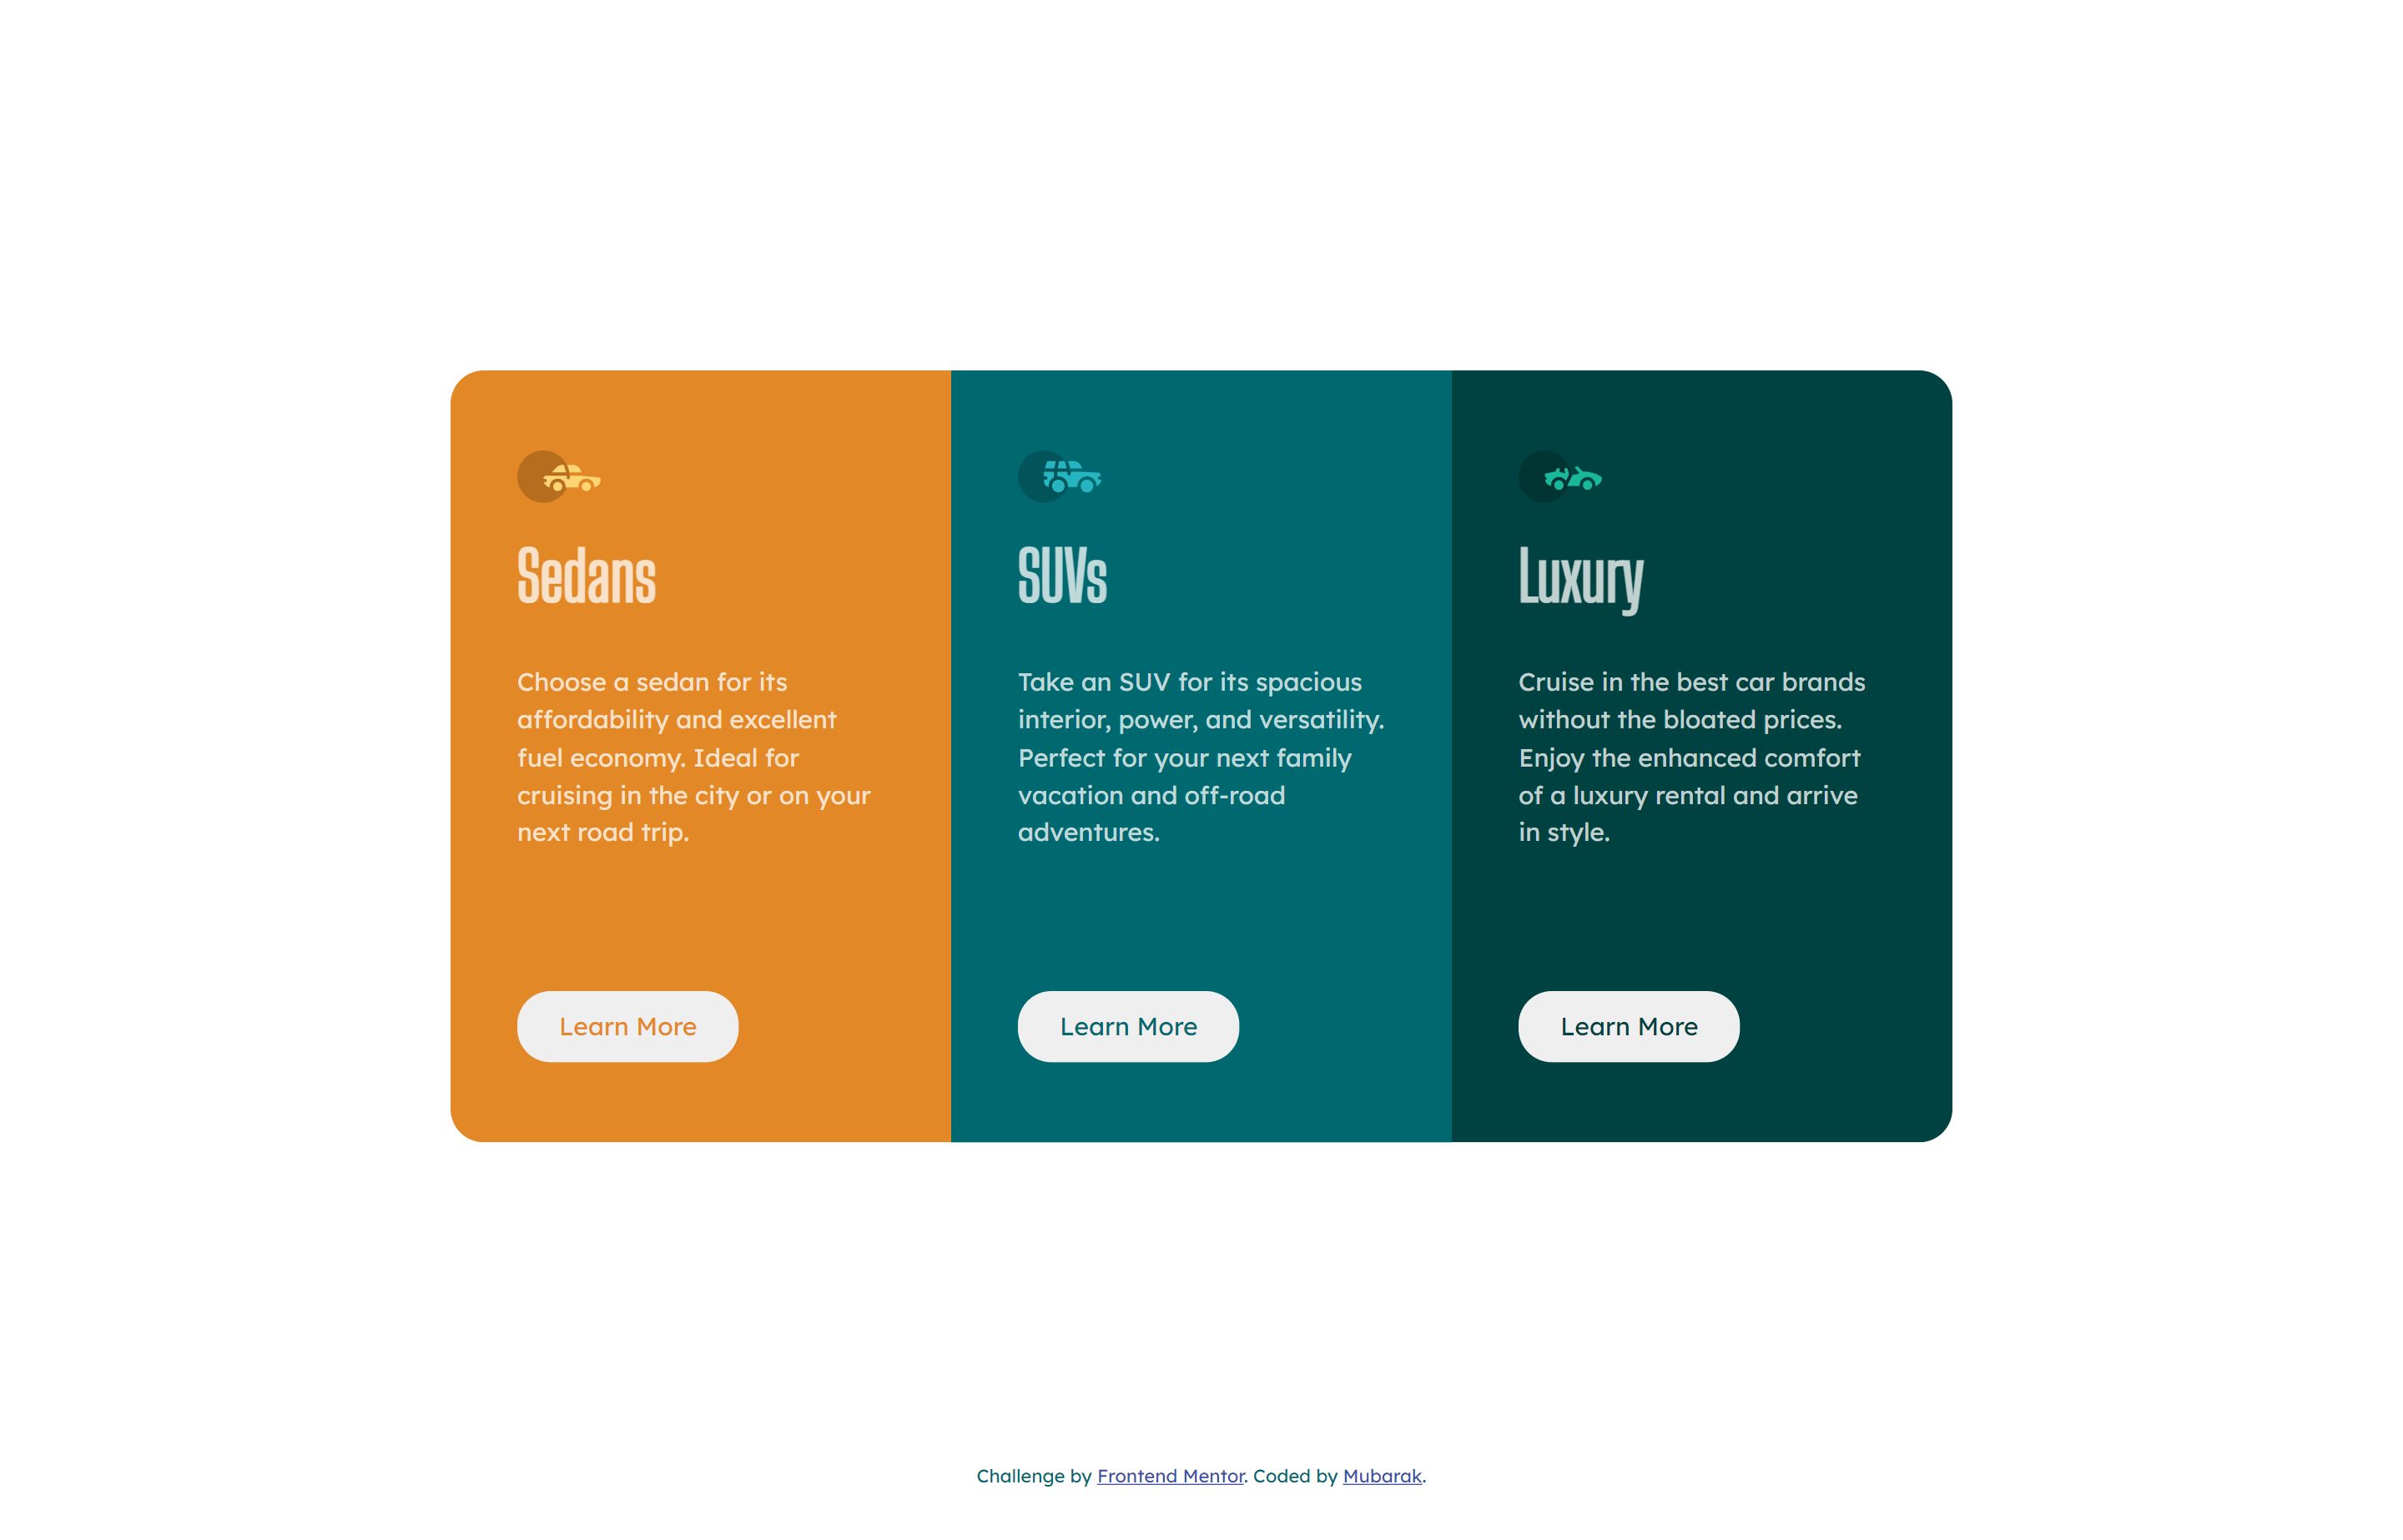 Sedans
Choose a sedan for its
affordability and excellent
fuel economy. Ideal for
cruising in the city or on your
next road trip.
Learn More
SUVs
Take an SUV for its spacious
interior, power, and versatility.
Perfect for your next family
vacation and off-road
adventures.
Learn More
Luxury
Cruise in the best car brands
without the bloated prices.
Enjoy the enhanced comfort
of a luxury rental and arrive
in style.
Learn More
Challenge by Frontend Mentor. Coded by Mubarak.